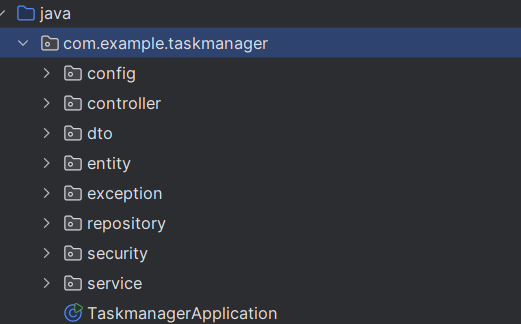 java
com.example.taskmanager
config
controller
dto
entity
exception
repository
security
service
TaskmanagerApplication